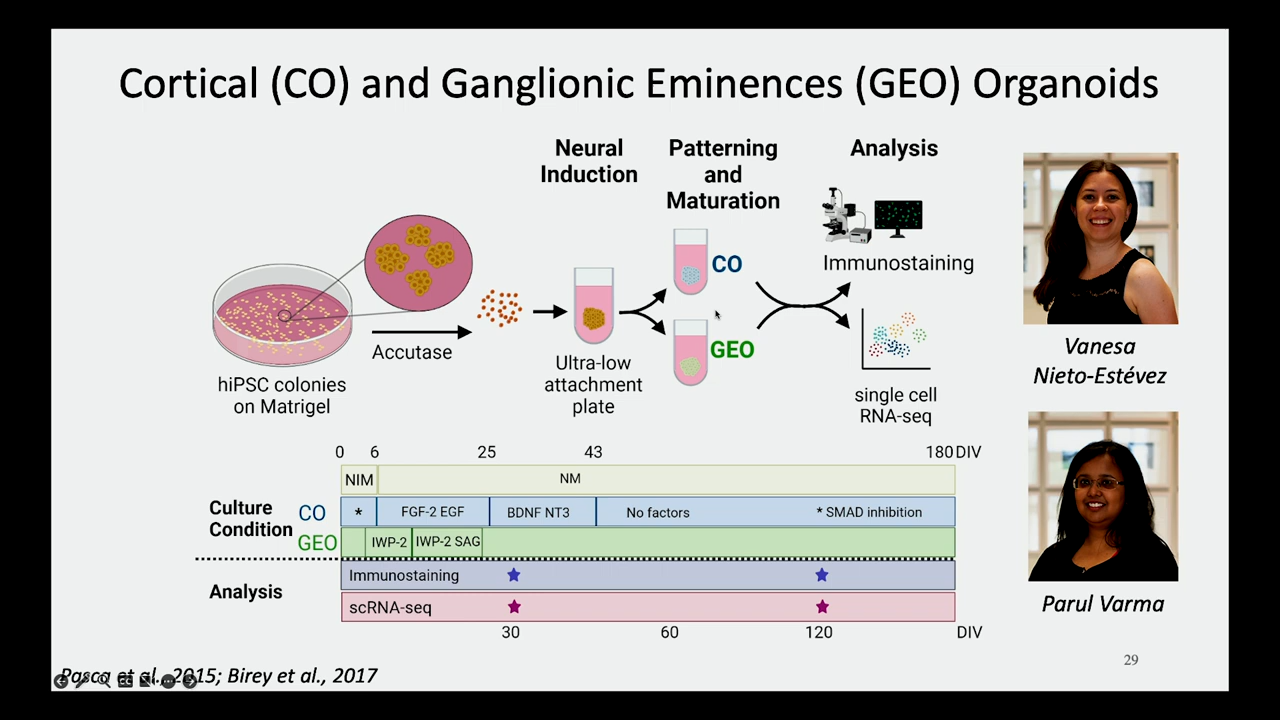 Cortical (CO) and Ganglionic Eminences (GEO) Organoids
Neural
Induction
Patterning
and
Maturation
Analysis
CO
GEO
Immunostaining
Accutase
hiPSC colonies
on Matrigel
Ultra-low
attachment
plate
single cell
RNA-seq
Vanesa
Nieto-Estévez
Parul Varma
0 6 25 43 180 DIV
NIM NM
Culture
Condition
CO * FGF-2 EGF BDNF NT3 No factors * SMAD inhibition
GEO IWP-2 IWP-2 SAG
Analysis
Immunostaining
scRNA-seq
30 60 120 DIV
Pasca et al., 2015; Birey et al., 2017
29